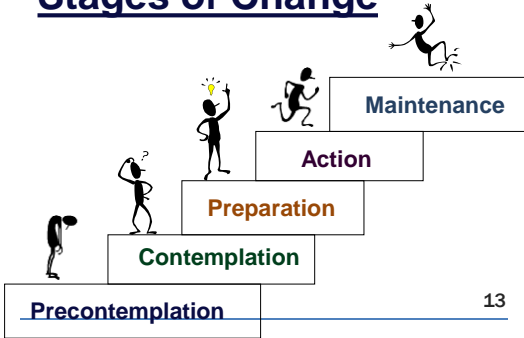 Stages of Change
?
Maintenance
Action
Preparation
Contemplation
Precontemplation
13